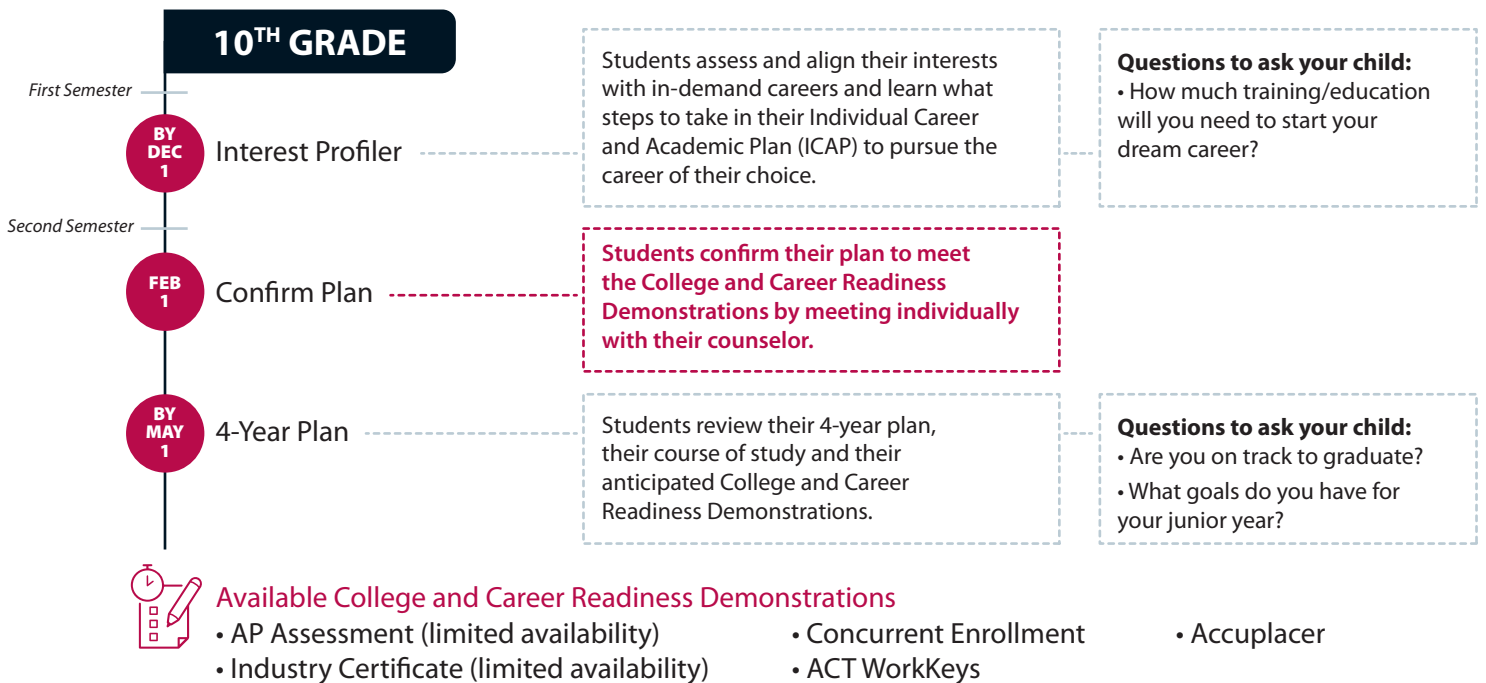 10TH GRADE
First Semester
BY
DEC
1
Interest Profiler
Students assess and align their interests
with in-demand careers and learn what
steps to take in their Individual Career
and Academic Plan (ICAP) to pursue the
career of their choice.
Questions to ask your child:
• How much training/education
will you need to start your
dream career?
Second Semester
FEB
1
Confirm Plan
Students confirm their plan to meet
the College and Career Readiness
Demonstrations by meeting individually
with their counselor.
BY
MAY
1
4-Year Plan
Students review their 4-year plan,
their course of study and their
anticipated College and Career
Readiness Demonstrations.
Questions to ask your child:
• Are you on track to graduate?
• What goals do you have for
your junior year?
Available College and Career Readiness Demonstrations
• AP Assessment (limited availability)
• Industry Certificate (limited availability)
• Concurrent Enrollment
• ACT WorkKeys
• Accuplacer